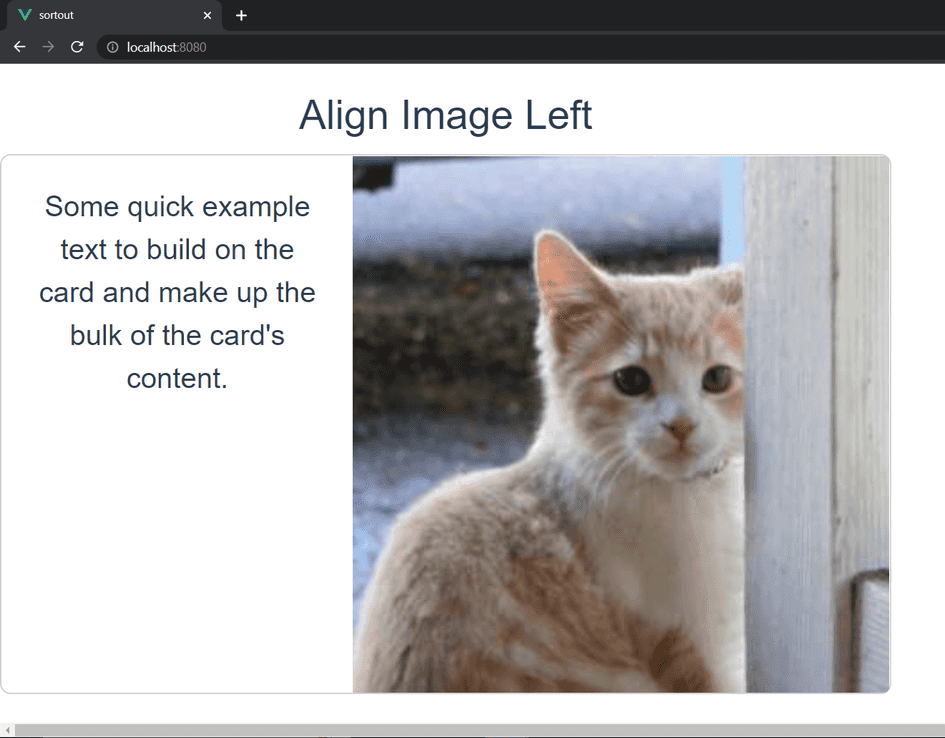 sortout
localhost:8080
Align Image Left
Some quick example
text to build on the
card and make up the
bulk of the card's
content.